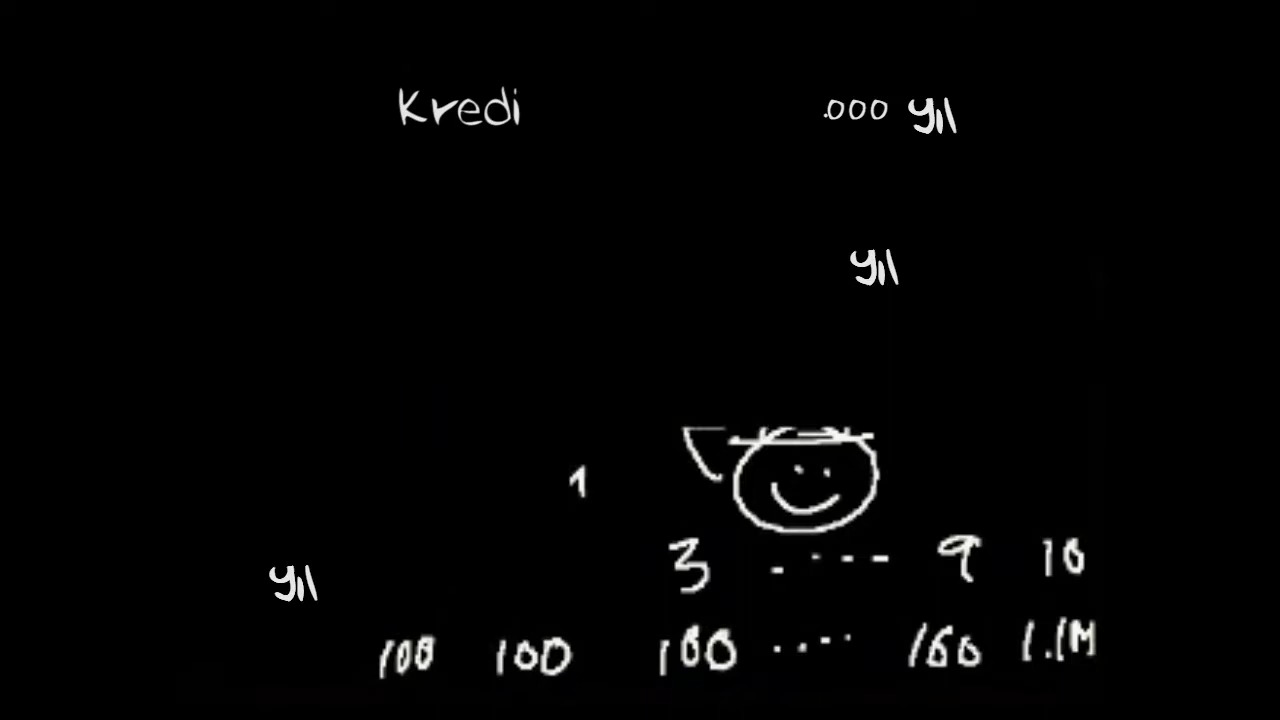 Kredi .000 yıl
yıl
1
3 . . - - 9 10
yıl
100 100 100 . . - . 100 1.1M